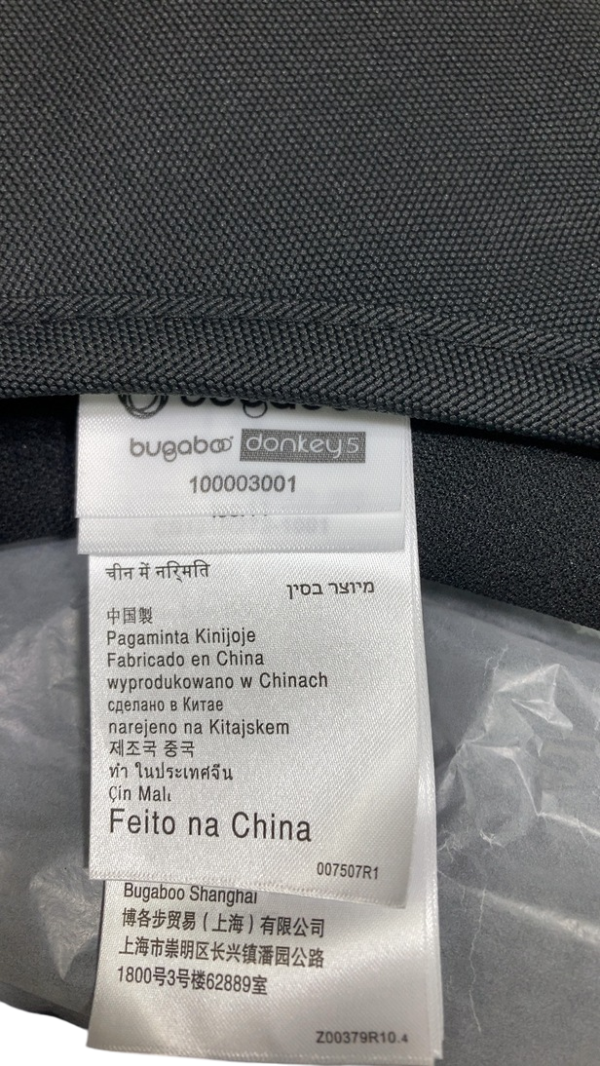 bugaboo donkey5
100003001
चीन में नर्िमति
מיוצר בסין
中国製
Pagaminta Kinijoje
Fabricado en China
wyprodukowano w Chinach
сделано в Китае
narejeno na Kitajskem
제조국 중국
ทำ ในประเทศจีน
Çin Malı
Feito na China
007507R1
Bugaboo Shanghai
博各步贸易（上海）有限公司
上海市崇明区长兴镇潘园公路
1800号3号楼62889室
Z00379R10.4